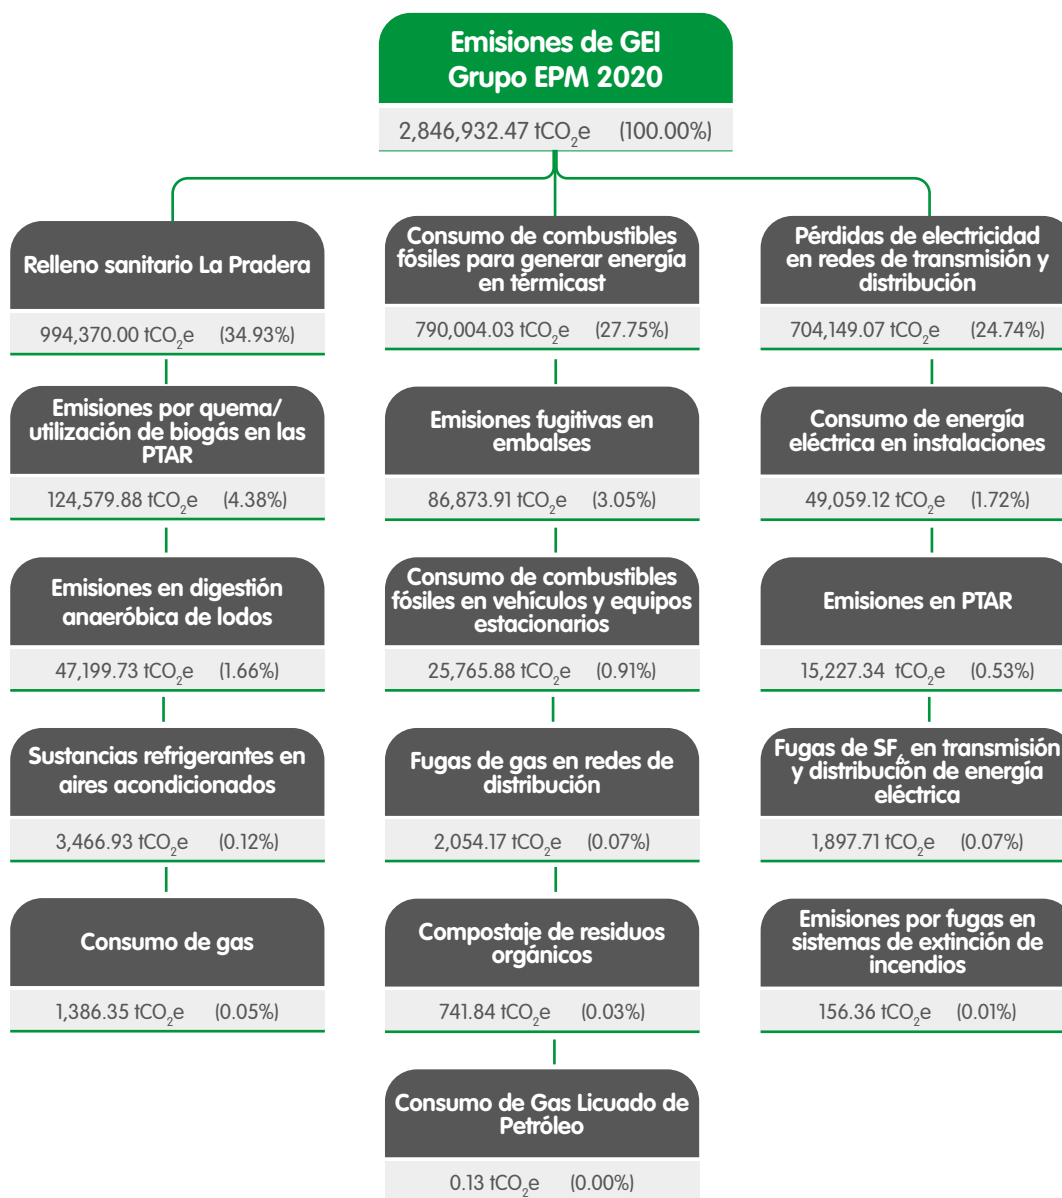 Emisiones de GEI
Grupo EPM 2020
2,846,932.47 tCO₂e (100.00%)
Relleno sanitario La Pradera
994,370.00 tCO₂e (34.93%)
Consumo de combustibles
fósiles para generar energía
en térmicast
790,004.03 tCO₂e (27.75%)
Pérdidas de electricidad
en redes de transmisión y
distribución
704,149.07 tCO₂e (24.74%)
Emisiones por quema/
utilización de biogás en las
PTAR
124,579.88 tCO₂e (4.38%)
Emisiones fugitivas en
embalses
86,873.91 tCO₂e (3.05%)
Consumo de energía
eléctrica en instalaciones
49,059.12 tCO₂e (1.72%)
Emisiones en digestión
anaeróbica de lodos
47,199.73 tCO₂e (1.66%)
Consumo de combustibles
fósiles en vehículos y equipos
estacionarios
25,765.88 tCO₂e (0.91%)
Emisiones en PTAR
15,227.34 tCO₂e (0.53%)
Sustancias refrigerantes en
aires acondicionados
3,466.93 tCO₂e (0.12%)
Fugas de gas en redes de
distribución
2,054.17 tCO₂e (0.07%)
Fugas de SF₆ en transmisión
y distribución de energía
eléctrica
1,897.71 tCO₂e (0.07%)
Consumo de gas
1,386.35 tCO₂e (0.05%)
Compostaje de residuos
orgánicos
741.84 tCO₂e (0.03%)
Emisiones por fugas en
sistemas de extinción de
incendios
156.36 tCO₂e (0.01%)
Consumo de Gas Licuado de
Petróleo
0.13 tCO₂e (0.00%)